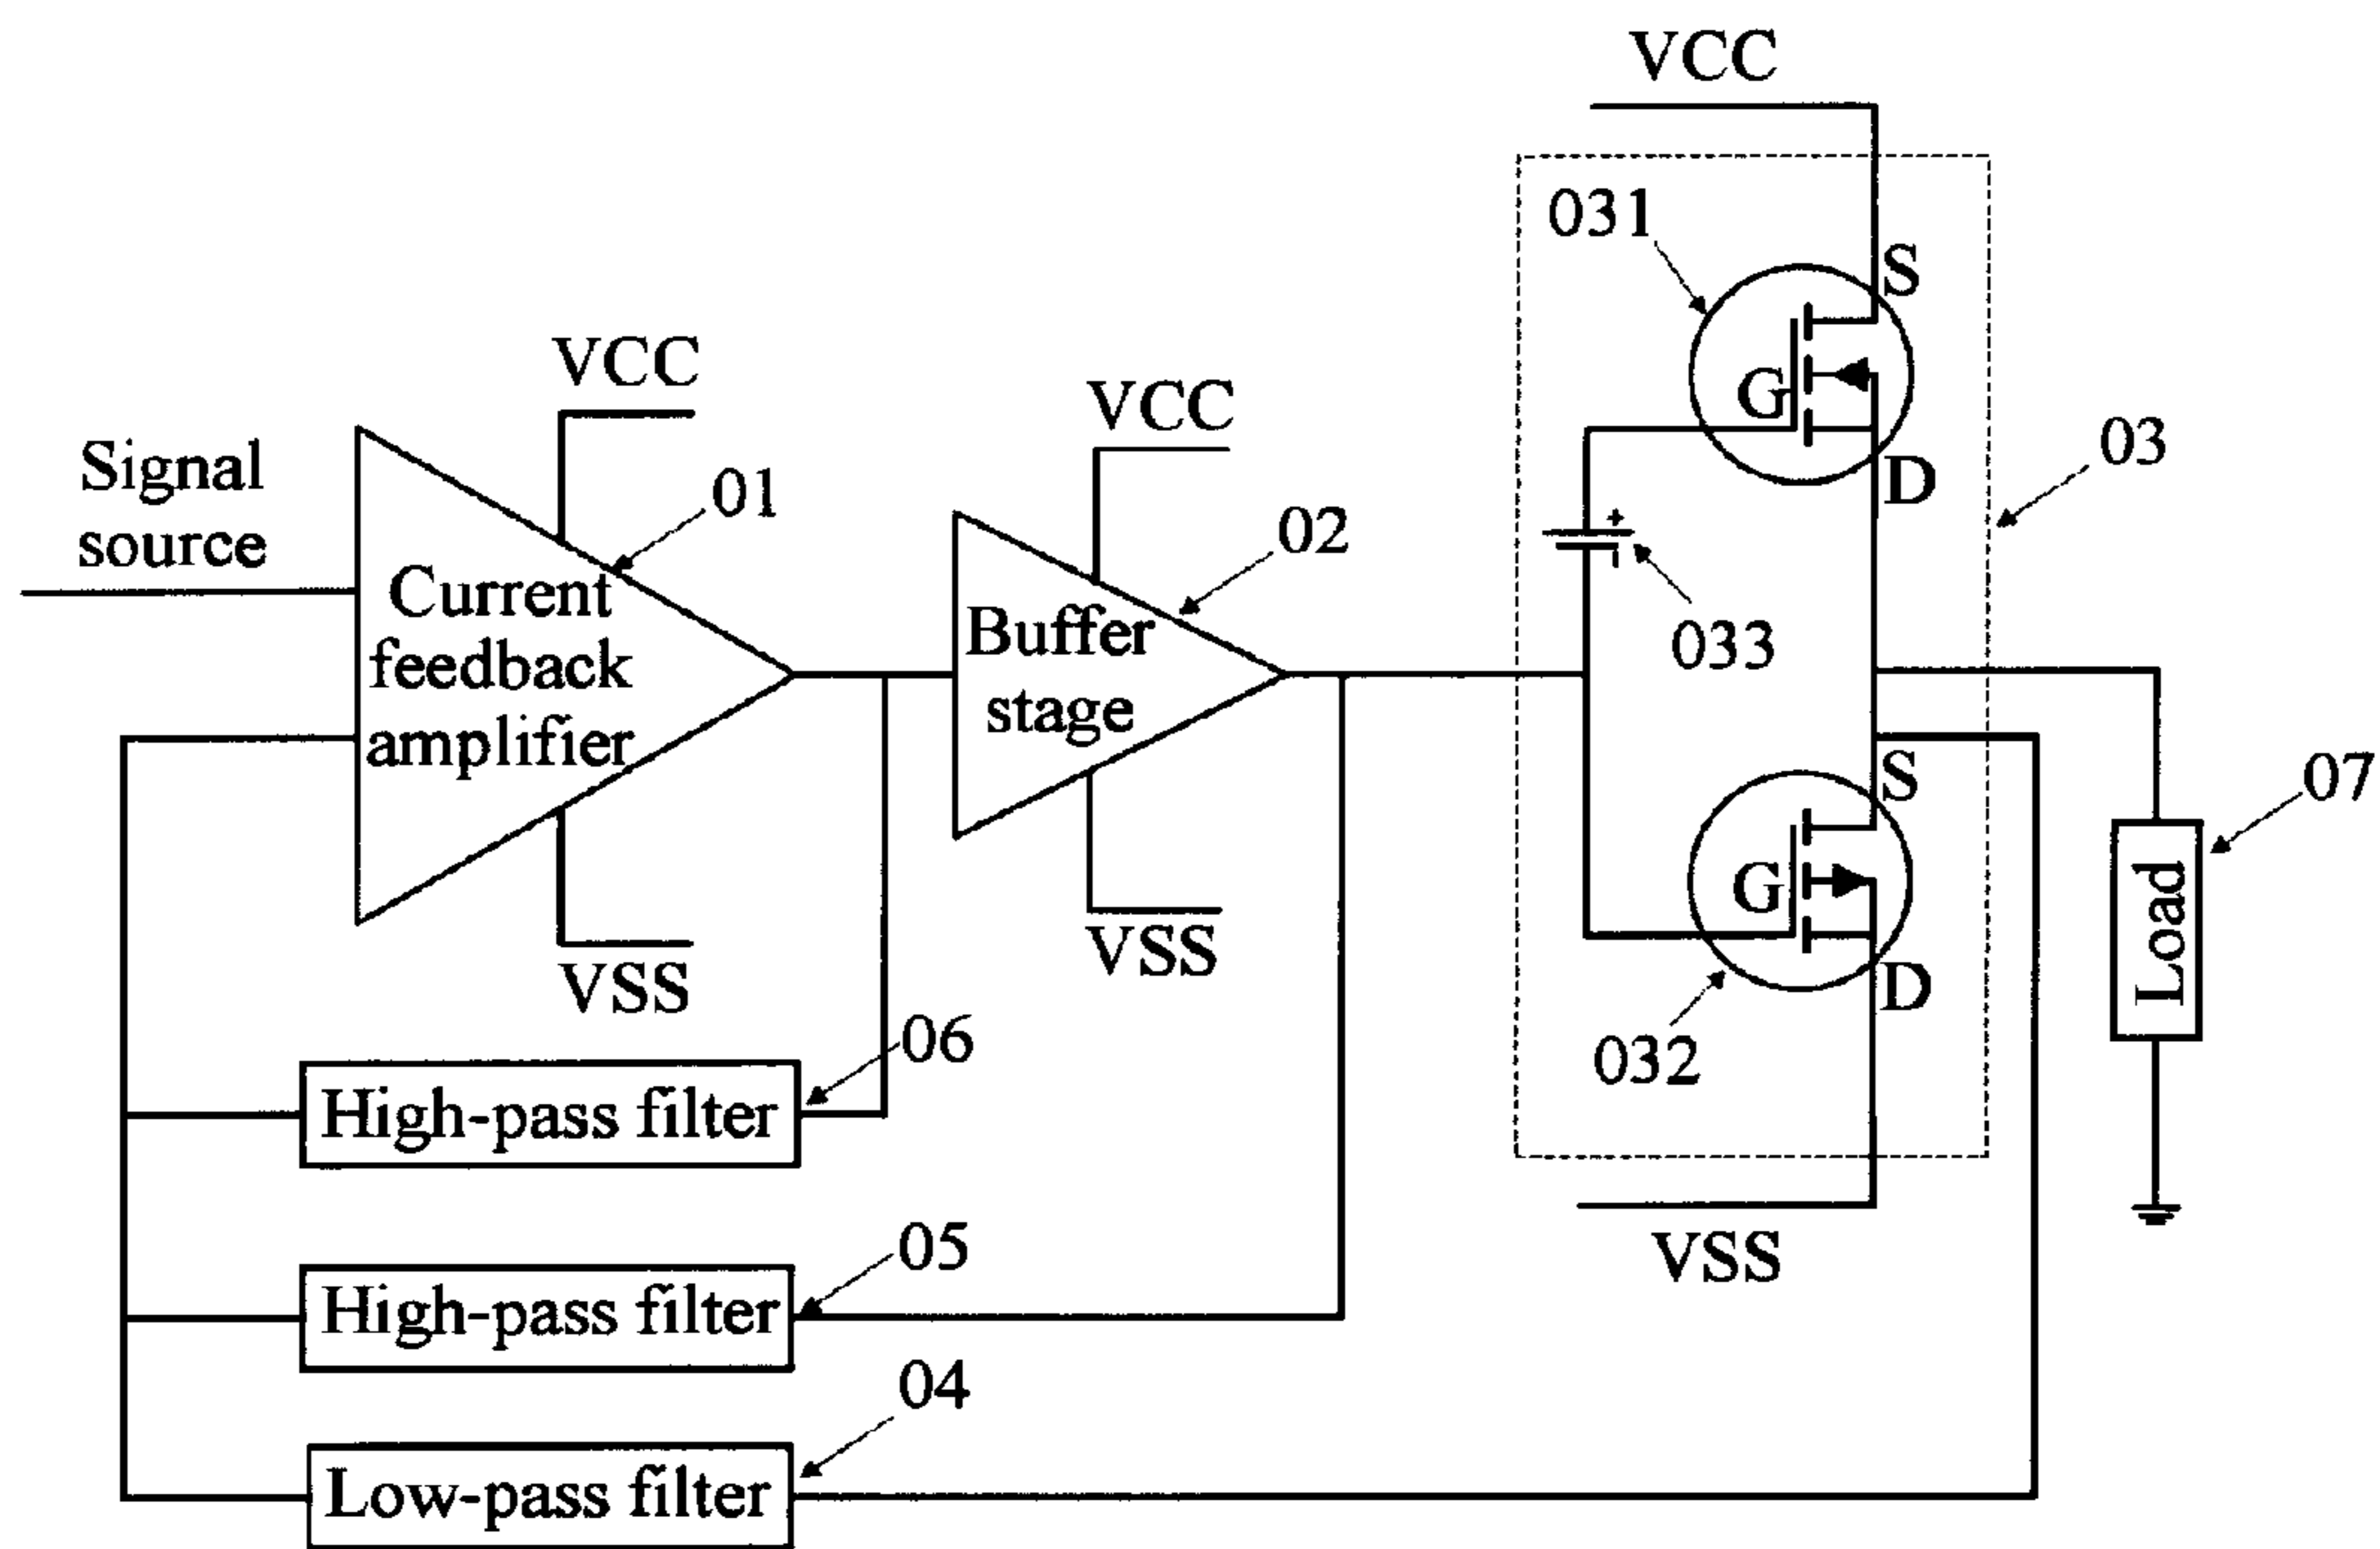 VCC
031
S
VCC
VCC
G
03
Signal
source
01
D
02
Current
feedback
amplifier
Buffer
stage
033
S
07
G
Load
VSS
VSS
D
06
032
High-pass filter
05
VSS
High-pass filter
04
Low-pass filter